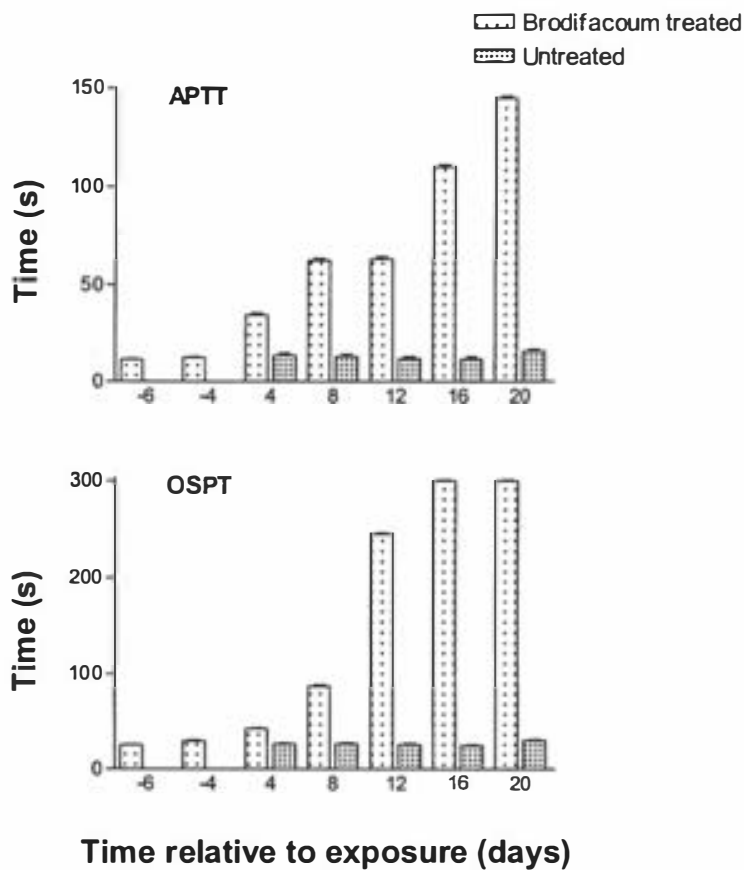 Brodifacoum treated
Untreated
APTT
Time (s)
150
100
50
0
-6 -4 4 8 12 16 20
OSPT
Time (s)
300
200
100
0
-6 -4 4 8 12 16 20
Time relative to exposure (days)